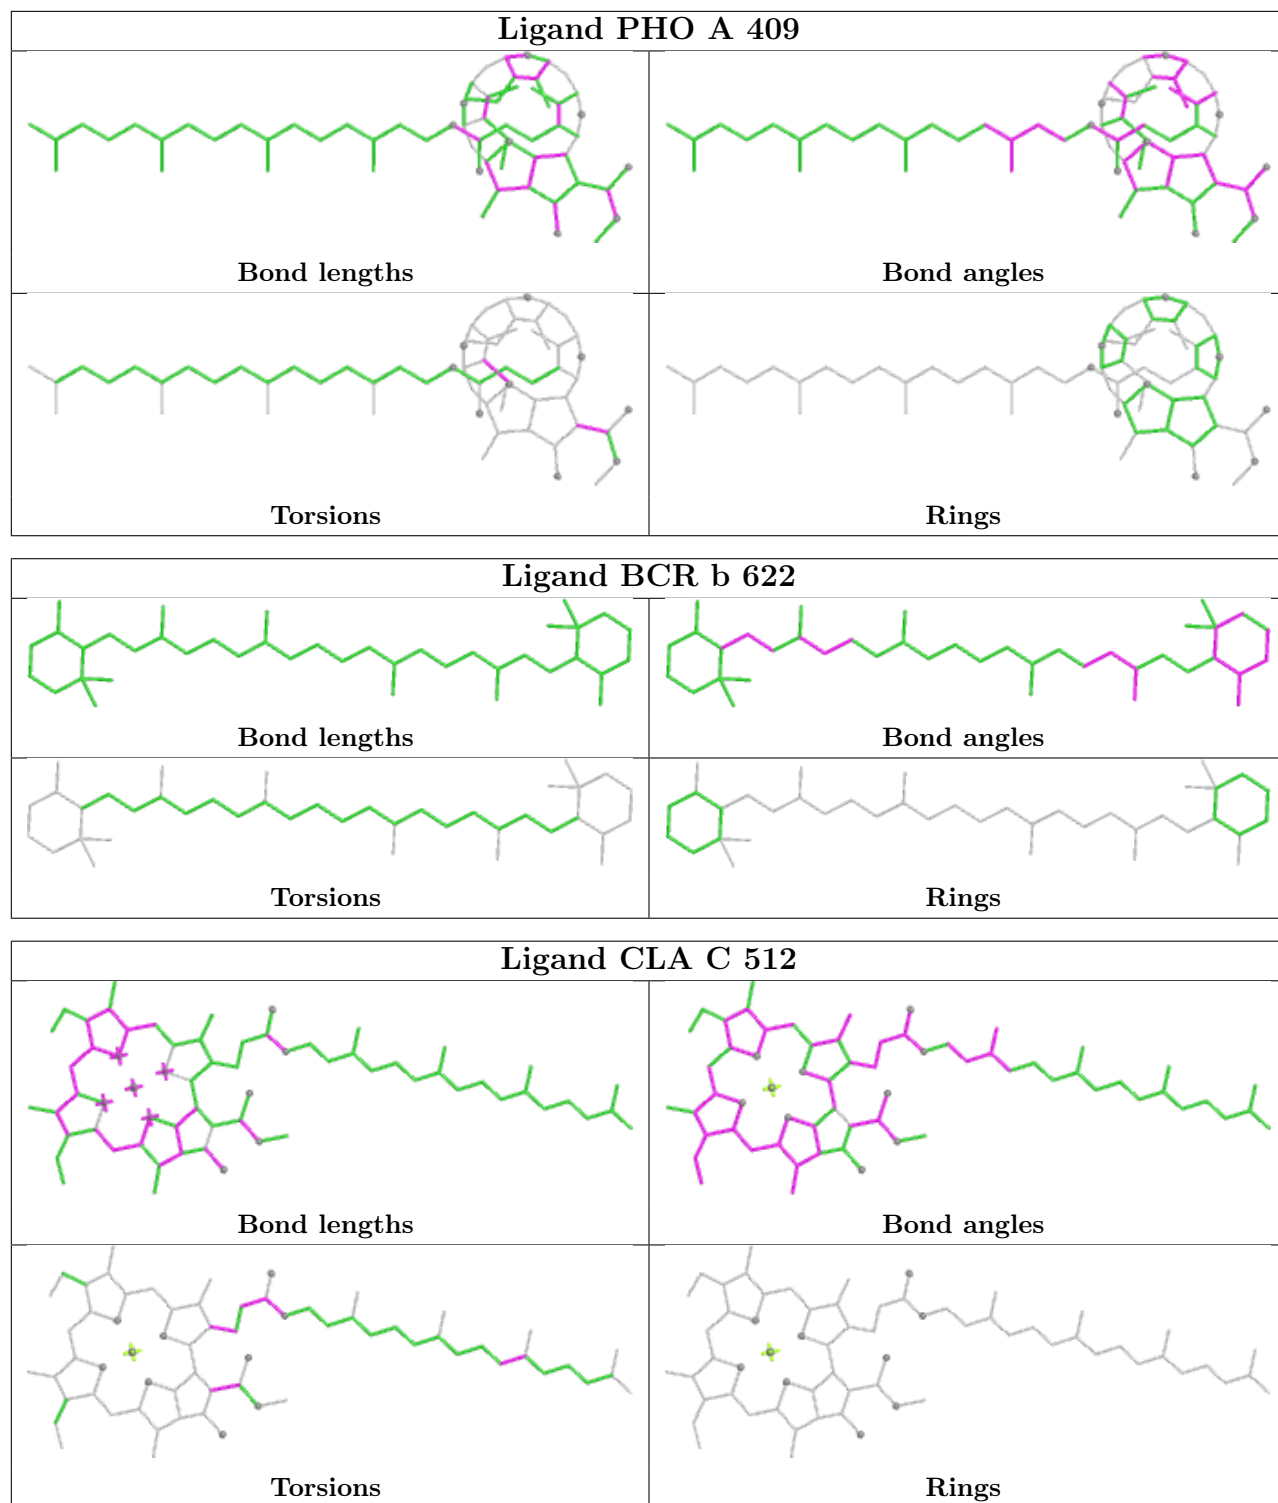 Ligand PHO A 409
Bond lengths
Bond angles
Torsions
Rings
Ligand BCR b 622
Bond lengths
Bond angles
Torsions
Rings
Ligand CLA C 512
Bond lengths
Bond angles
Torsions
Rings